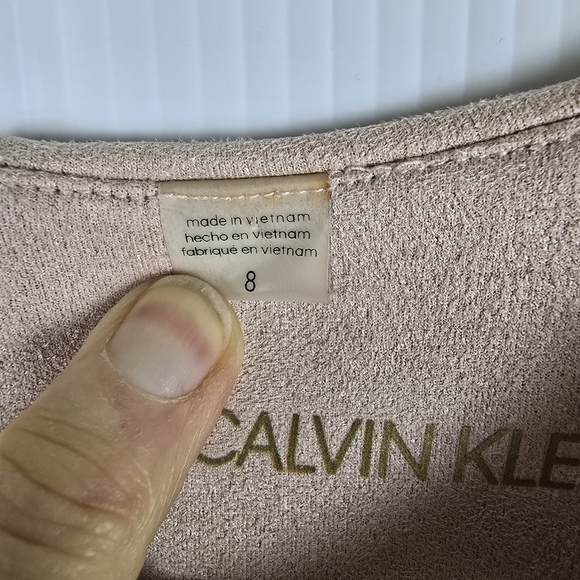 made in vietnam
hecho en vietnam
fabriqué en vietnam
8
CALVIN KLE